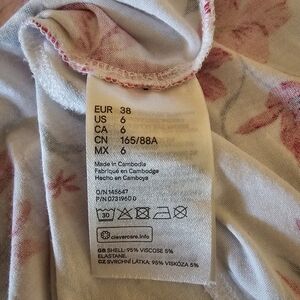 EUR 38
US 6
CA 6
CN 165/88A
MX 6
Made in Cambodia
Fabriqué en Cambodge
Hecho en Camboya
O/N 145647
P/N 0731960 0
30
clevercare.info
GB SHELL: 95% VISCOSE 5%
ELASTANE.
CZ SVRCHNÍ LÁTKA: 95% VISKÓZA 5%